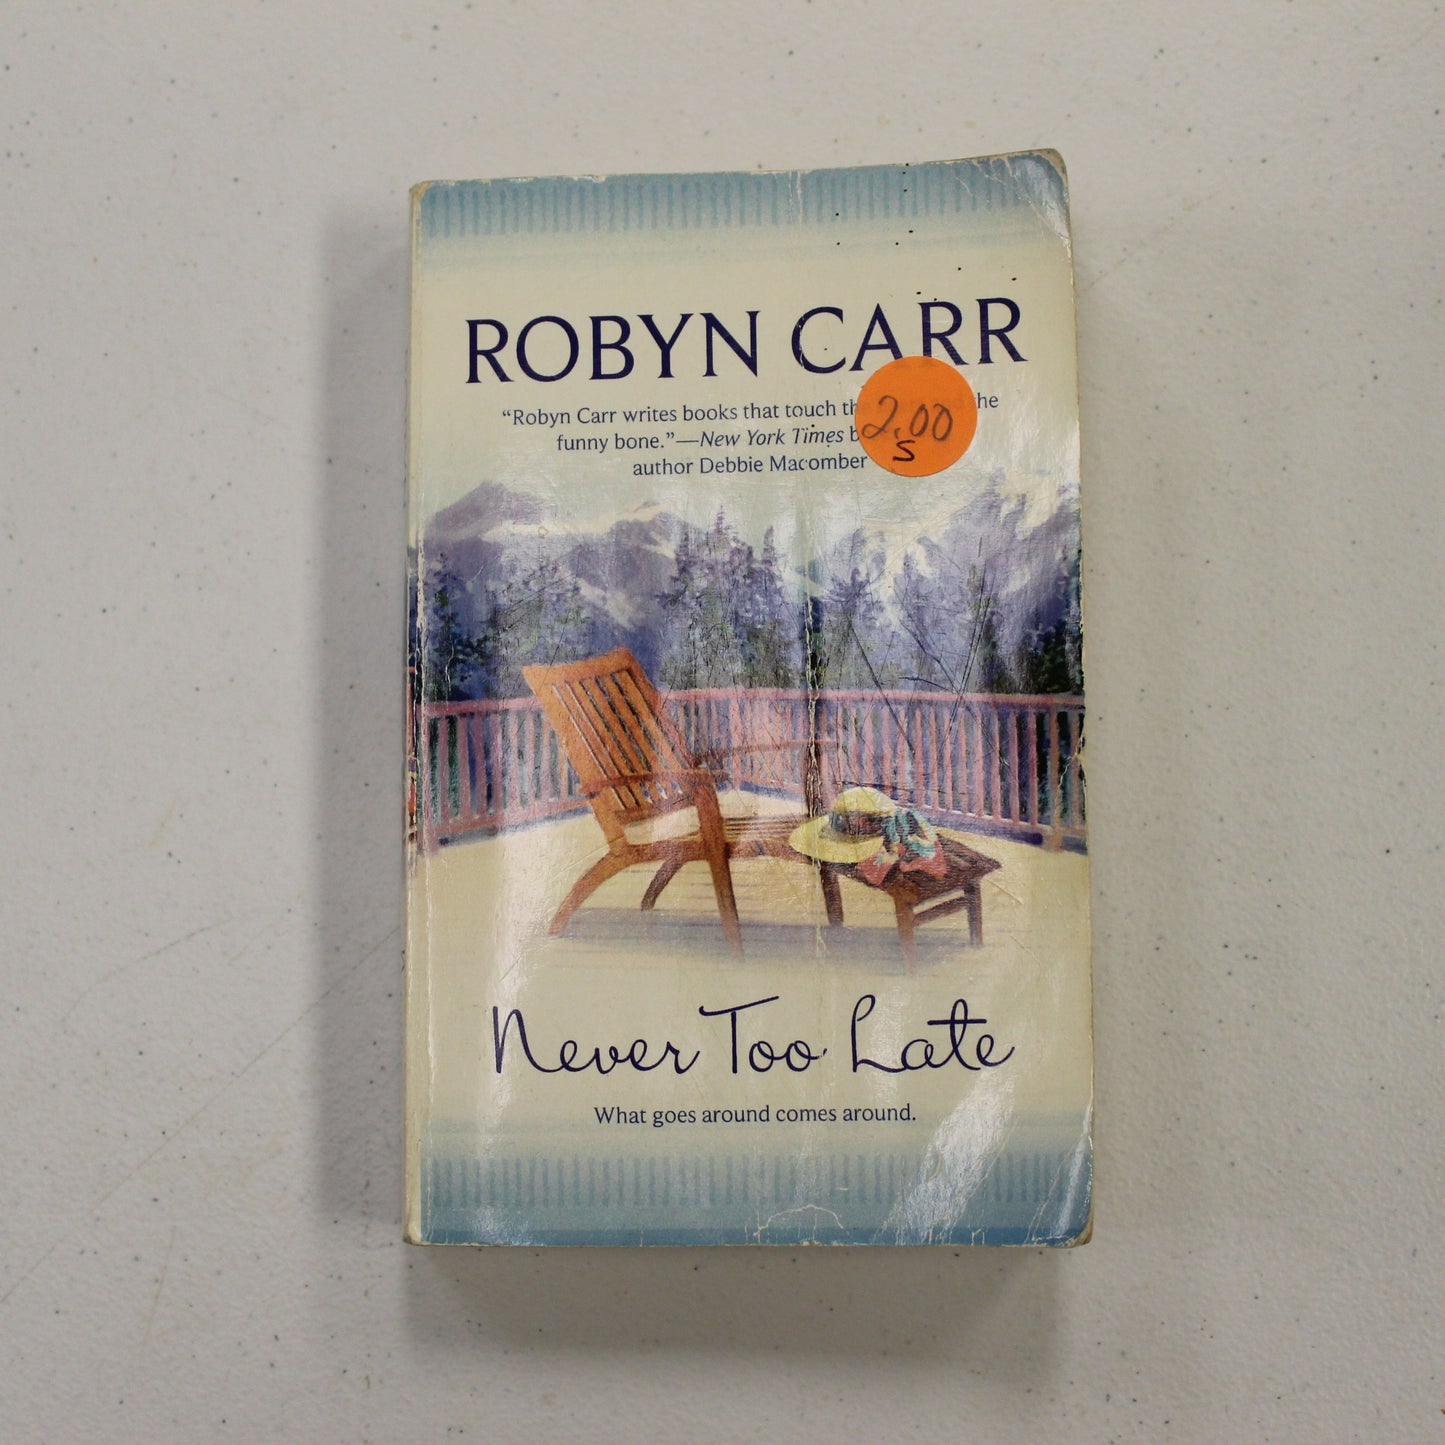 ROBYN CARR
“Robyn Carr writes books that touch th he
funny bone.”—New York Times b
author Debbie Macomber
2.00
s
Never Too Late
What goes around comes around.